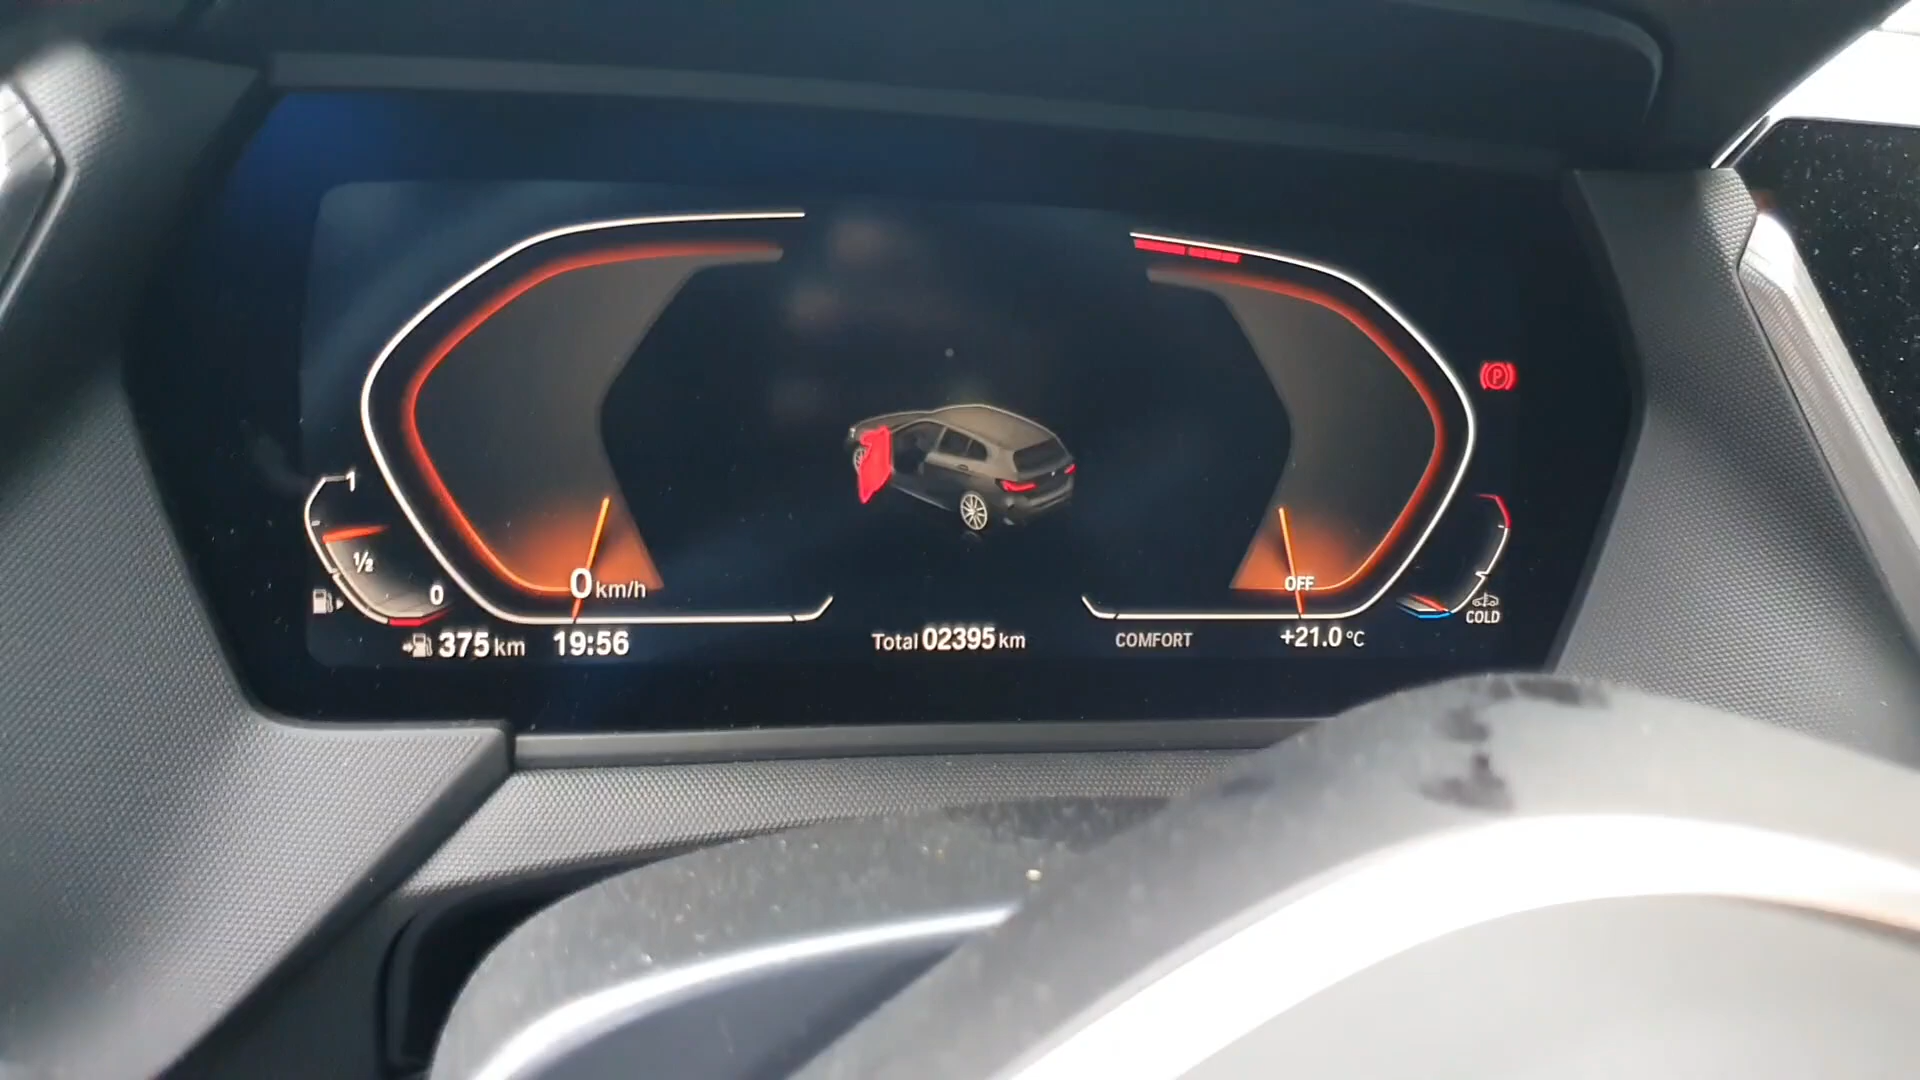 1
1/2
0
0 km/h
OFF
COLD
375 km
19:56
Total 02395 km
COMFORT
+21.0 °C
P